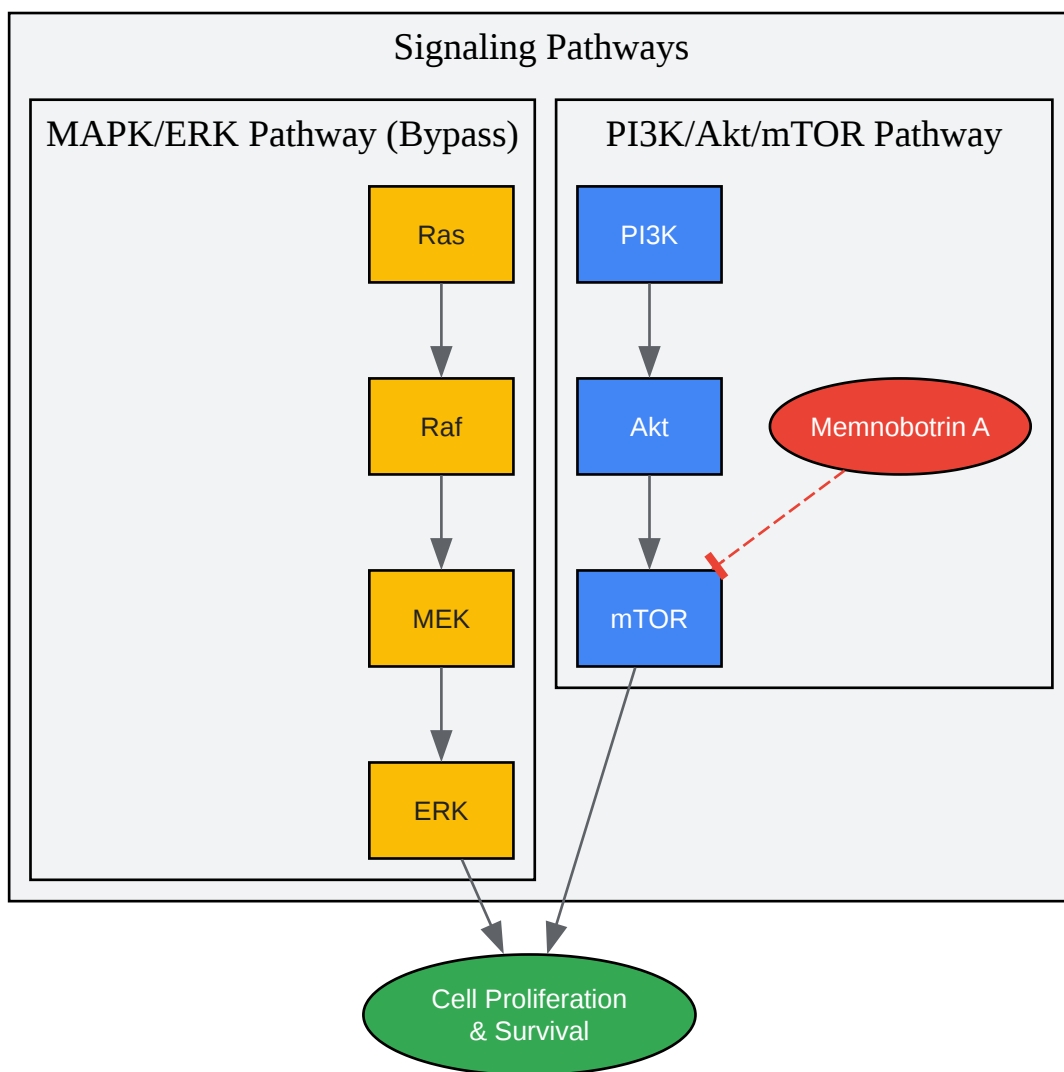 Signaling Pathways
MAPK/ERK Pathway (Bypass)
Ras
Raf
MEK
ERK
PI3K/Akt/mTOR Pathway
PI3K
Akt
Memnobotrin A
mTOR
Cell Proliferation
& Survival